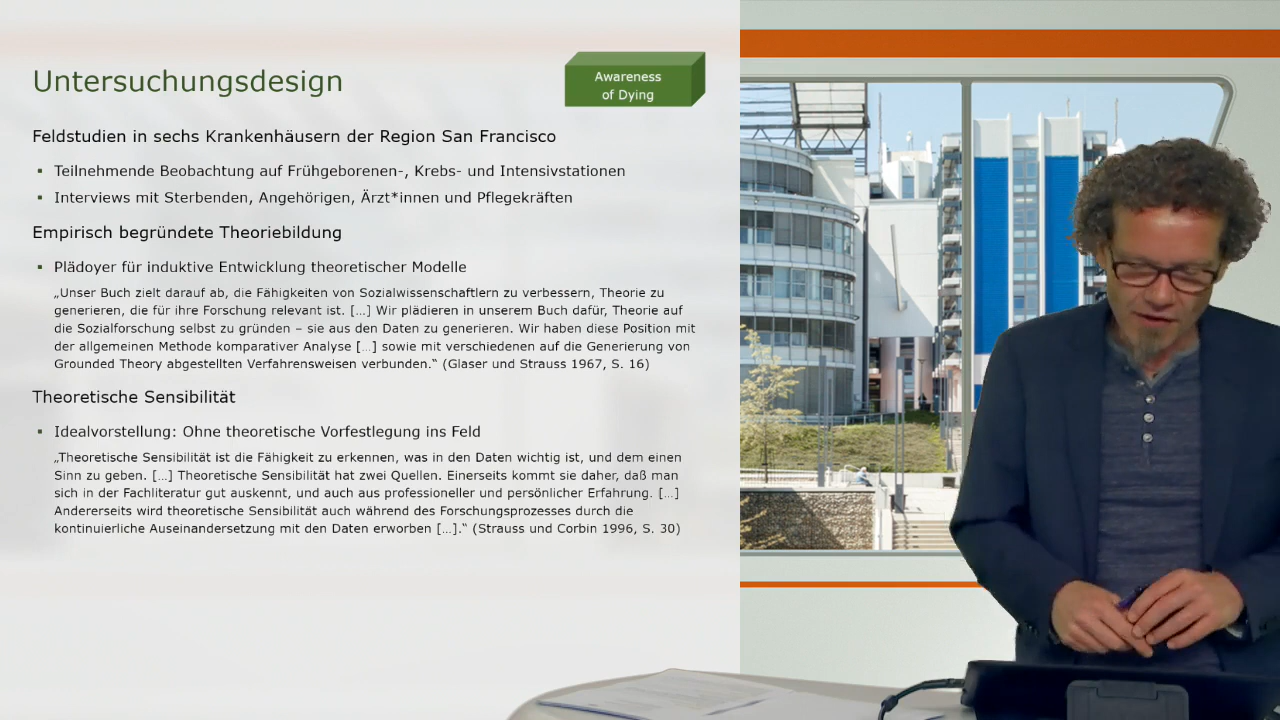 Untersuchungsdesign
Awareness
of Dying
Feldstudien in sechs Krankenhäusern der Region San Francisco
▪ Teilnehmende Beobachtung auf Frühgeborenen-, Krebs- und Intensivstationen
▪ Interviews mit Sterbenden, Angehörigen, Ärzt*innen und Pflegekräften
Empirisch begründete Theoriebildung
▪ Plädoyer für induktive Entwicklung theoretischer Modelle
„Unser Buch zielt darauf ab, die Fähigkeiten von Sozialwissenschaftlern zu verbessern, Theorie zu
generieren, die für ihre Forschung relevant ist. […] Wir plädieren in unserem Buch dafür, Theorie auf
die Sozialforschung selbst zu gründen – sie aus den Daten zu generieren. Wir haben diese Position mit
der allgemeinen Methode komparativer Analyse […] sowie mit verschiedenen auf die Generierung von
Grounded Theory abgestellten Verfahrensweisen verbunden.“ (Glaser und Strauss 1967, S. 16)
Theoretische Sensibilität
▪ Idealvorstellung: Ohne theoretische Vorfestlegung ins Feld
„Theoretische Sensibilität ist die Fähigkeit zu erkennen, was in den Daten wichtig ist, und dem einen
Sinn zu geben. […] Theoretische Sensibilität hat zwei Quellen. Einerseits kommt sie daher, daß man
sich in der Fachliteratur gut auskennt, und auch aus professioneller und persönlicher Erfahrung. […]
Andererseits wird theoretische Sensibilität auch während des Forschungsprozesses durch die
kontinuierliche Auseinandersetzung mit den Daten erworben […].“ (Strauss und Corbin 1996, S. 30)